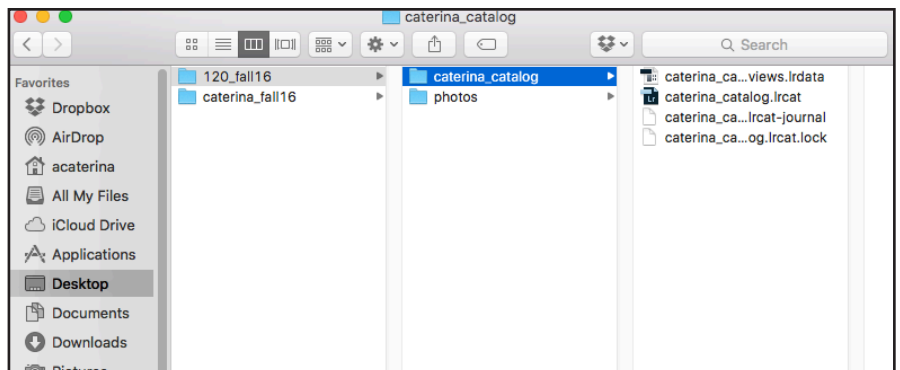 caterina_catalog
Search
Favorites
Dropbox
AirDrop
acaterina
All My Files
iCloud Drive
Applications
Desktop
Documents
Downloads
120_fall16
caterina_fall16
caterina_catalog
photos
caterina_ca...views.lrdata
Lr
caterina_catalog.lrcat
caterina_ca...lrcat-journal
caterina_ca...og.lrcat.lock